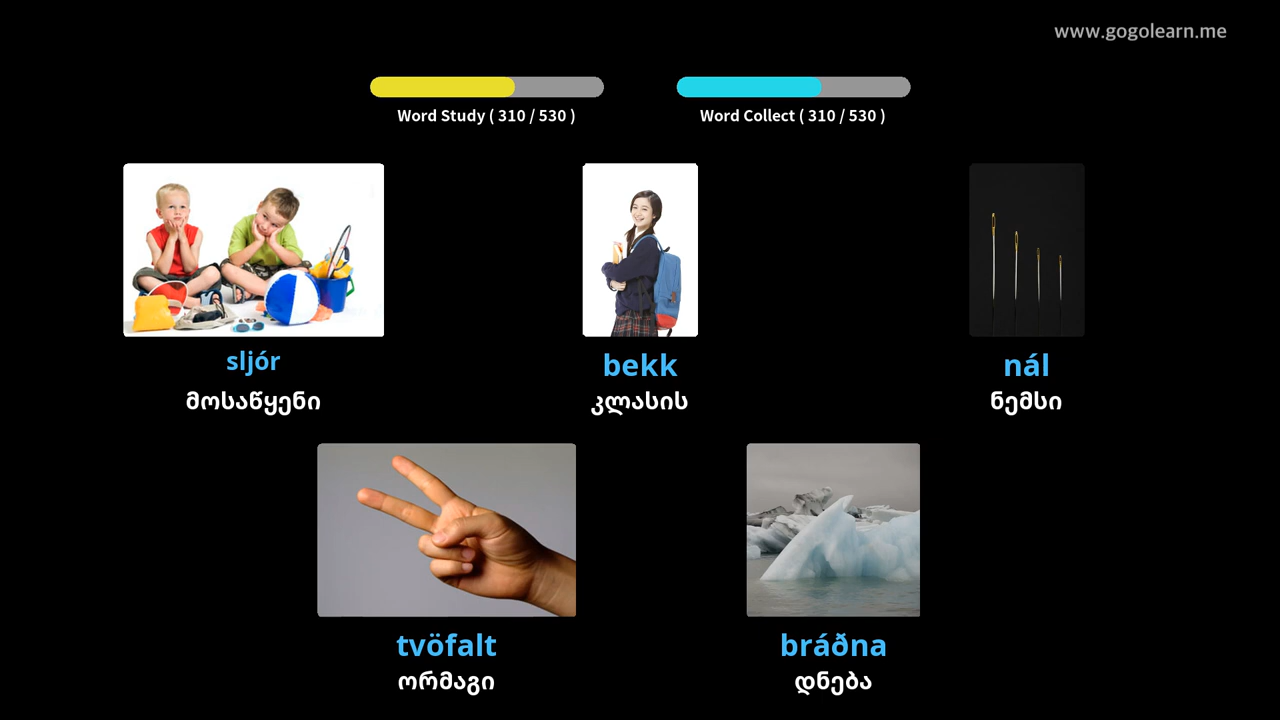 www.gogolearn.me
Word Study ( 310 / 530 )
Word Collect ( 310 / 530 )
sljór
მოსაწყენი
bekk
კლასის
nál
ნემსი
tvöfalt
ორმაგი
bráðna
დნება